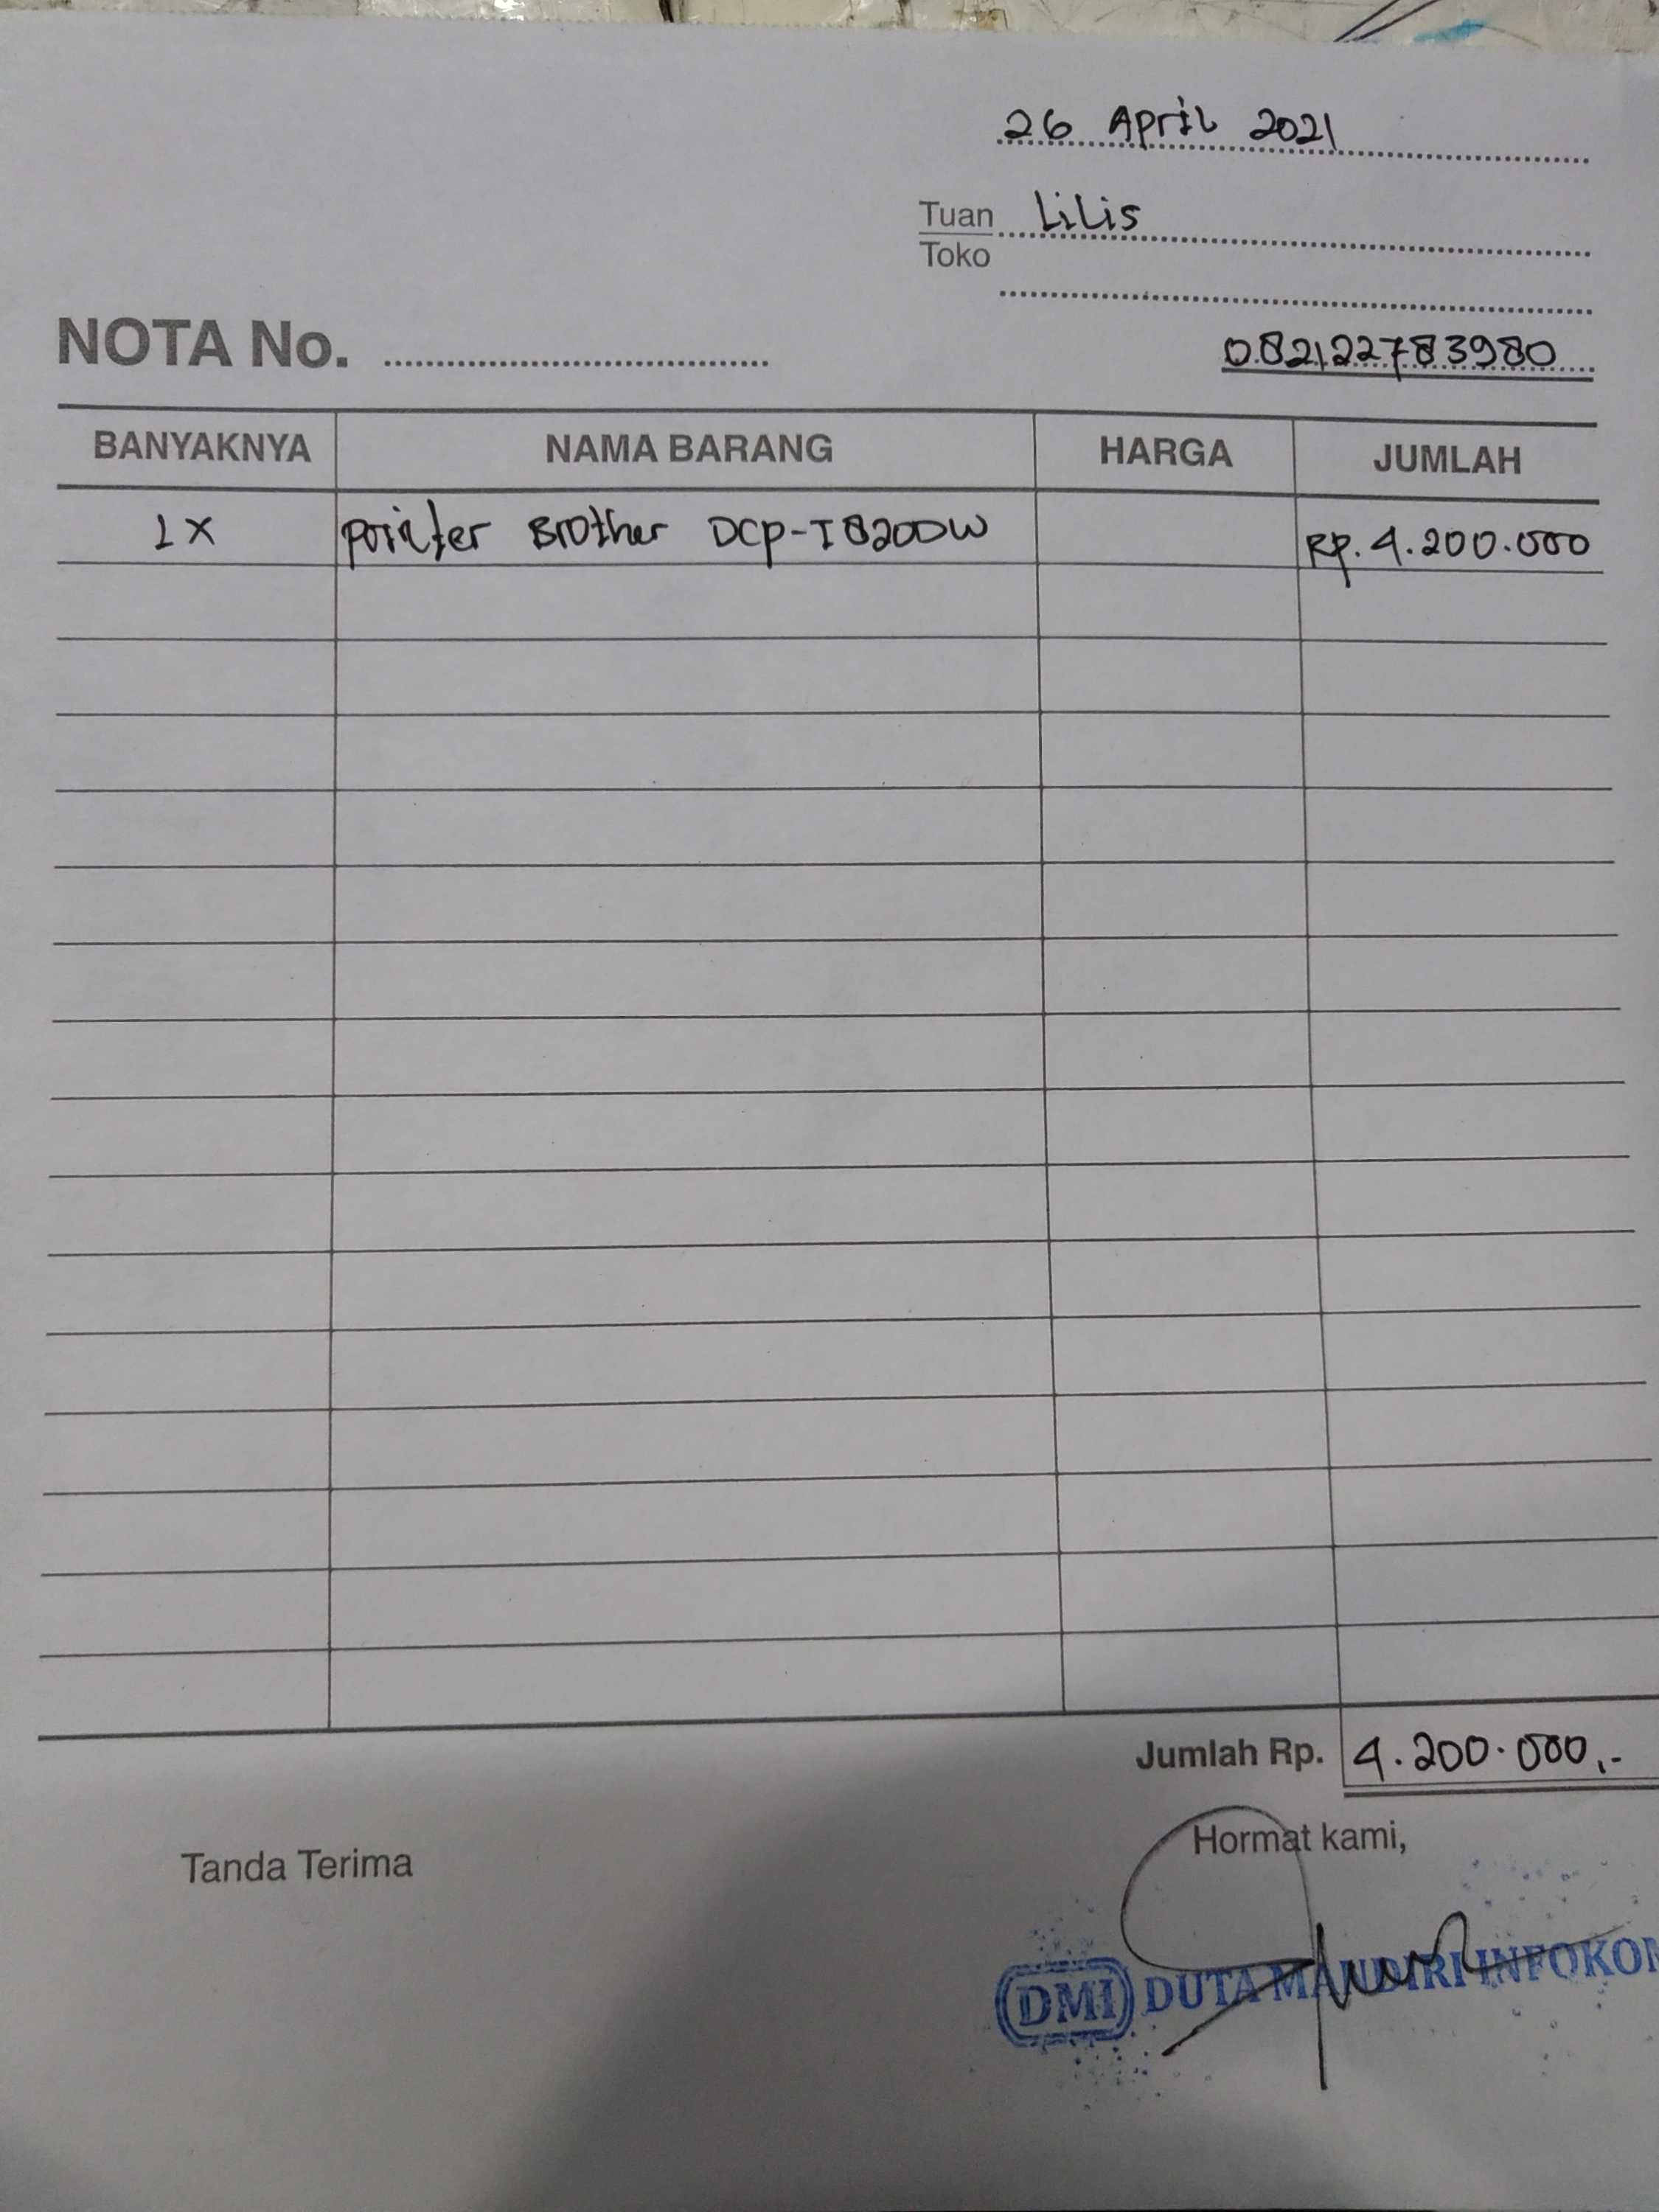 26 April 2021
Tuan Lilis
Toko
NOTA No.
082122783980
BANYAKNYA NAMA BARANG HARGA JUMLAH
1X Printer Brother DCP-T820DW Rp. 4.200.000
Jumlah Rp. 4.200.000,-
Tanda Terima Hormat kami,
DMI DUTA MANDIRI INFOKOM